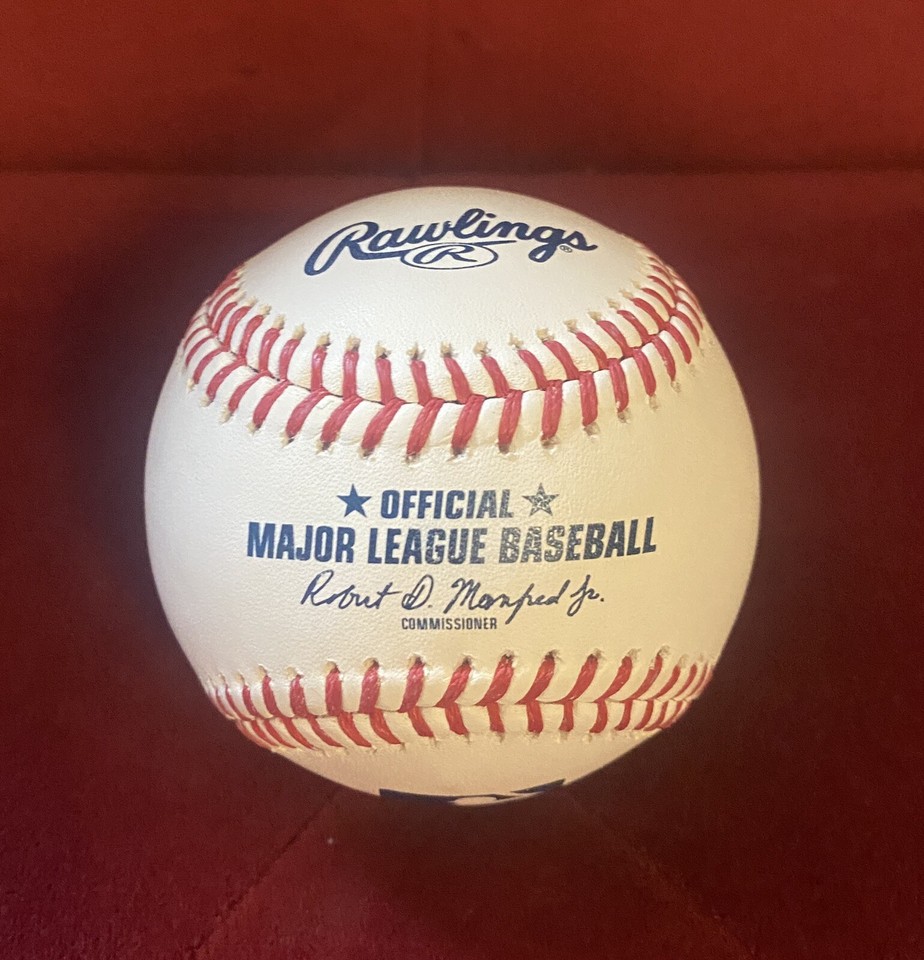 Rawlings®
R
★ OFFICIAL ★
MAJOR LEAGUE BASEBALL
Robert D. Manfred Jr.
COMMISSIONER